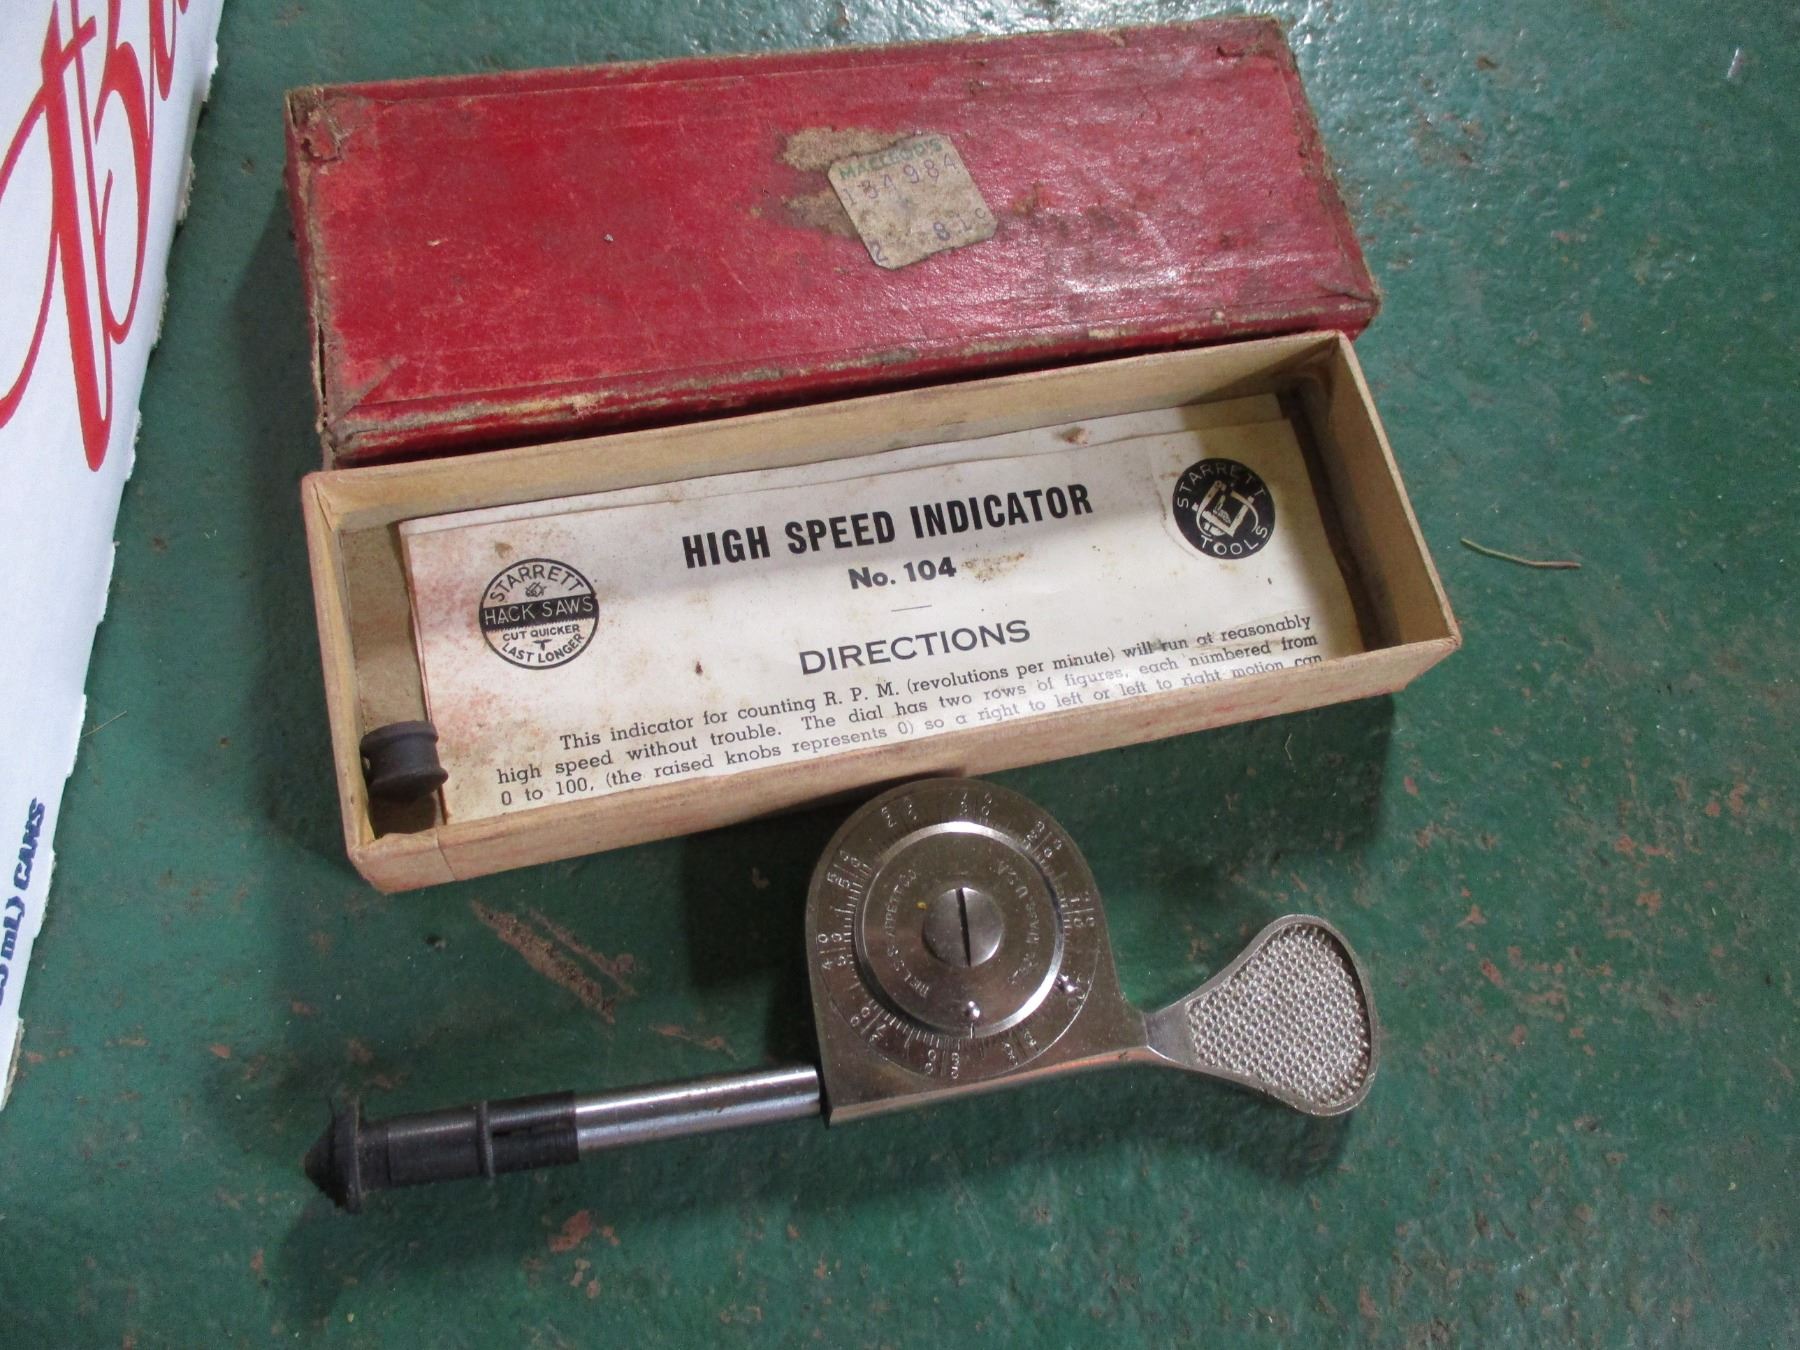 MACLEOD'S
134984
2 81c
HIGH SPEED INDICATOR
No. 104
STARRETT
HACK SAWS
CUT QUICKER
LAST LONGER
STARRETT
TOOLS
DIRECTIONS
This indicator for counting R. P. M. (revolutions per minute) will run at reasonably
high speed without trouble. The dial has two rows of figures, each numbered from
0 to 100, (the raised knobs represents 0) so a right to left or left to right motion can
mL) CANS
U.S.A.